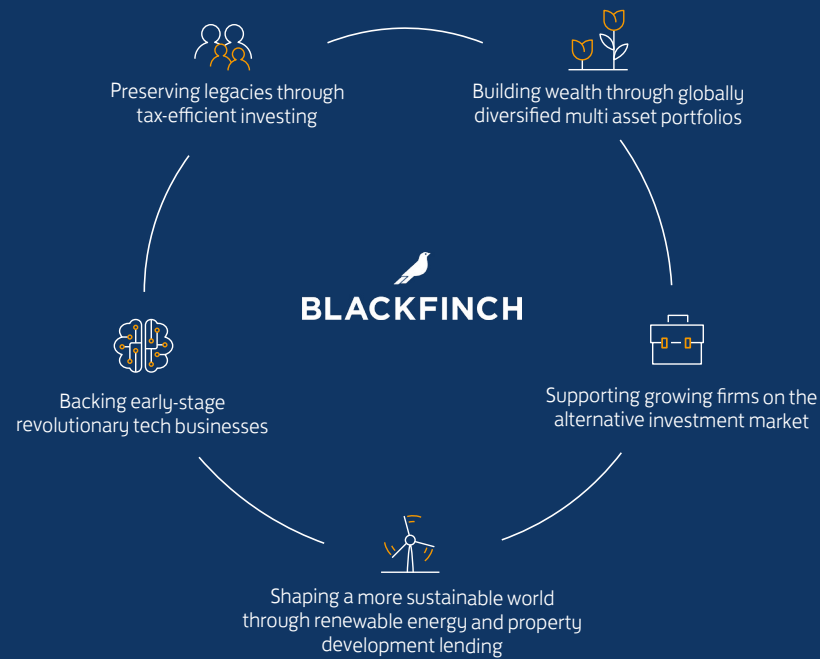 Preserving legacies through
tax-efficient investing
Building wealth through globally
diversified multi asset portfolios
BLACKFINCH
Backing early-stage
revolutionary tech businesses
Supporting growing firms on the
alternative investment market
Shaping a more sustainable world
through renewable energy and property
development lending